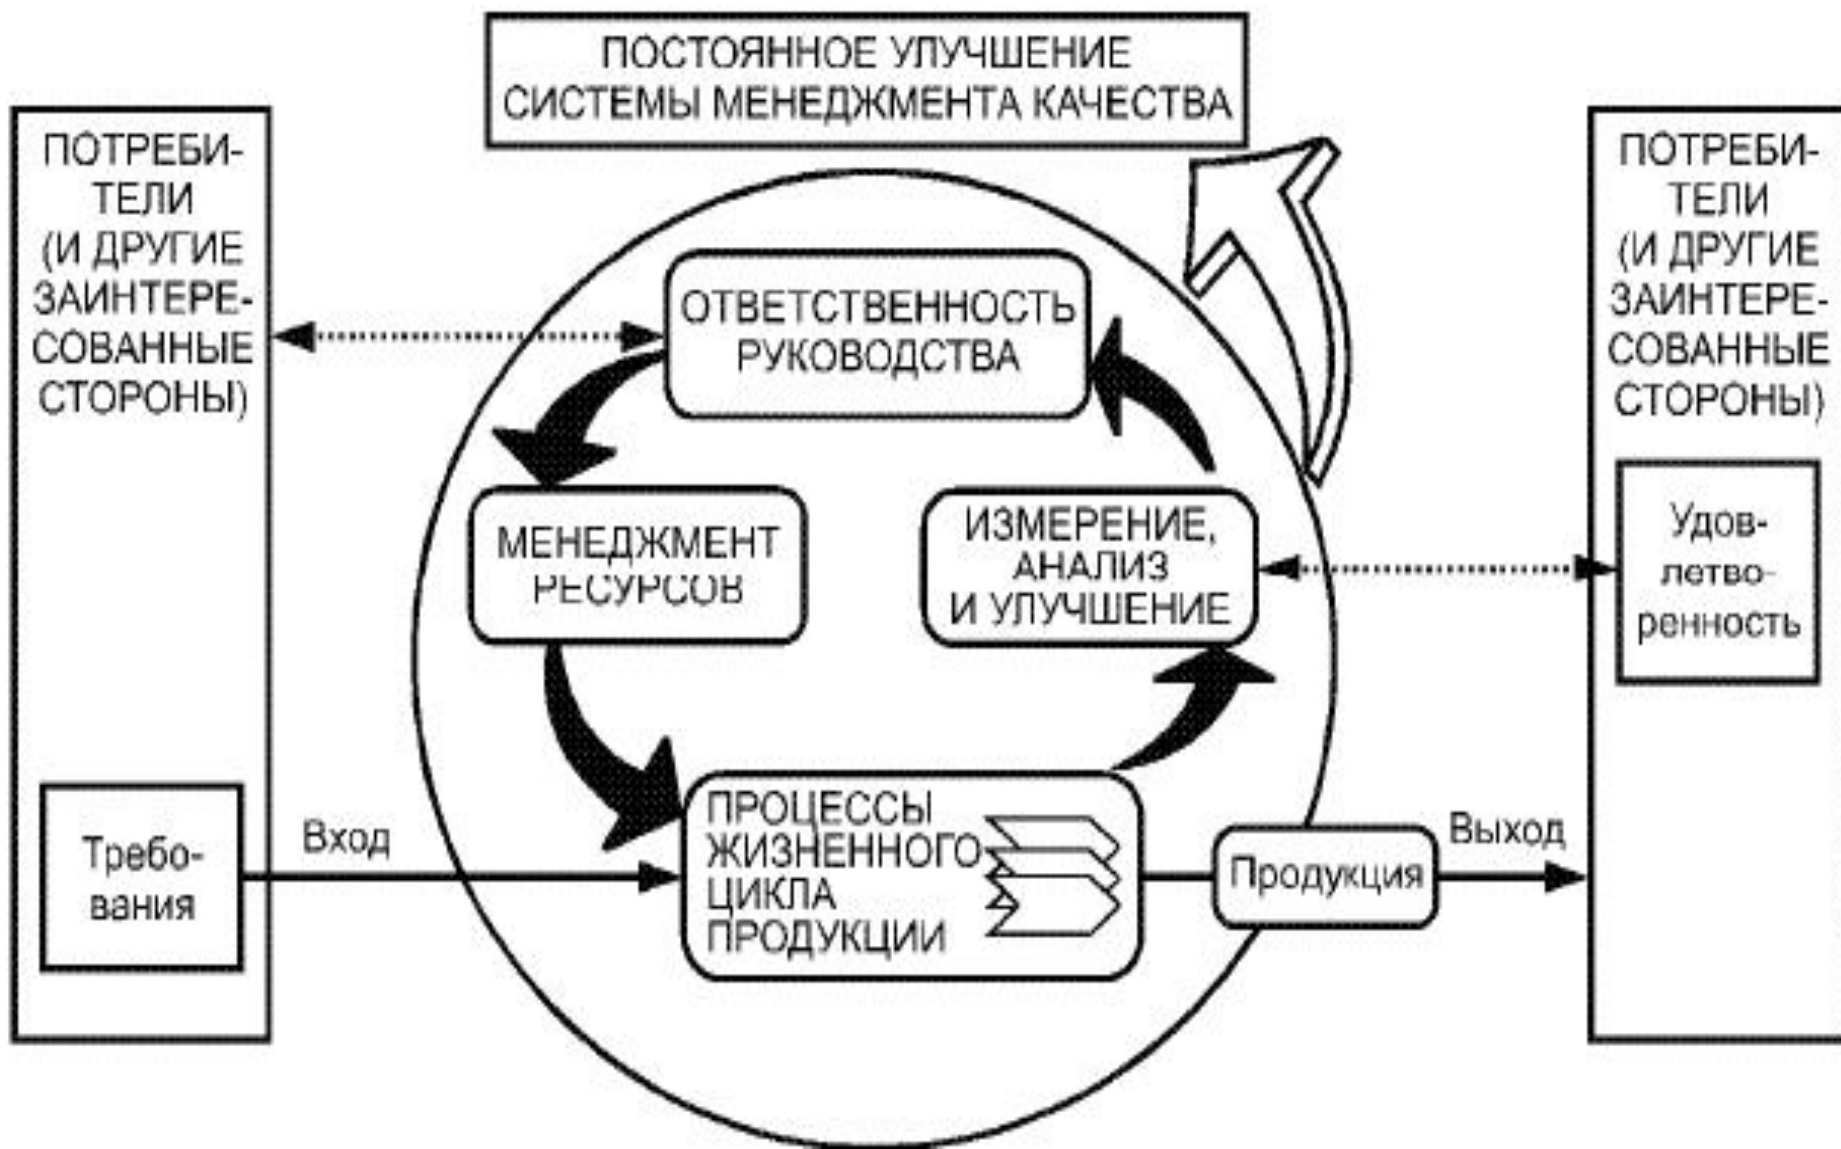 ПОСТОЯННОЕ УЛУЧШЕНИЕ
СИСТЕМЫ МЕНЕДЖМЕНТА КАЧЕСТВА
ПОТРЕБИ-
ТЕЛИ
(И ДРУГИЕ
ЗАИНТЕРЕ-
СОВАННЫЕ
СТОРОНЫ)
ПОТРЕБИ-
ТЕЛИ
(И ДРУГИЕ
ЗАИНТЕРЕ-
СОВАННЫЕ
СТОРОНЫ)
ОТВЕТСТВЕННОСТЬ
РУКОВОДСТВА
МЕНЕДЖМЕНТ
РЕСУРСОВ
ИЗМЕРЕНИЕ,
АНАЛИЗ
И УЛУЧШЕНИЕ
Удов-
летво-
ренность
Требо-
вания
Вход
ПРОЦЕССЫ
ЖИЗНЕННОГО
ЦИКЛА
ПРОДУКЦИИ
Продукция
Выход